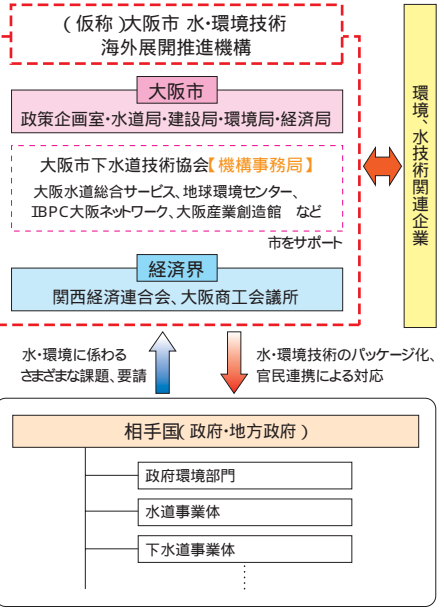 (仮称)大阪市 水・環境技術
海外展開推進機構
大阪市
政策企画室・水道局・建設局・環境局・経済局
大阪市下水道技術協会【機構事務局】
大阪水道総合サービス、地球環境センター、
IBPC大阪ネットワーク、大阪産業創造館 など
市をサポート
経済界
関西経済連合会、大阪商工会議所
環境、水技術関連企業
水・環境に係わる
さまざまな課題、要請
水・環境技術のパッケージ化、
官民連携による対応
相手国(政府・地方政府)
政府環境部門
水道事業体
下水道事業体